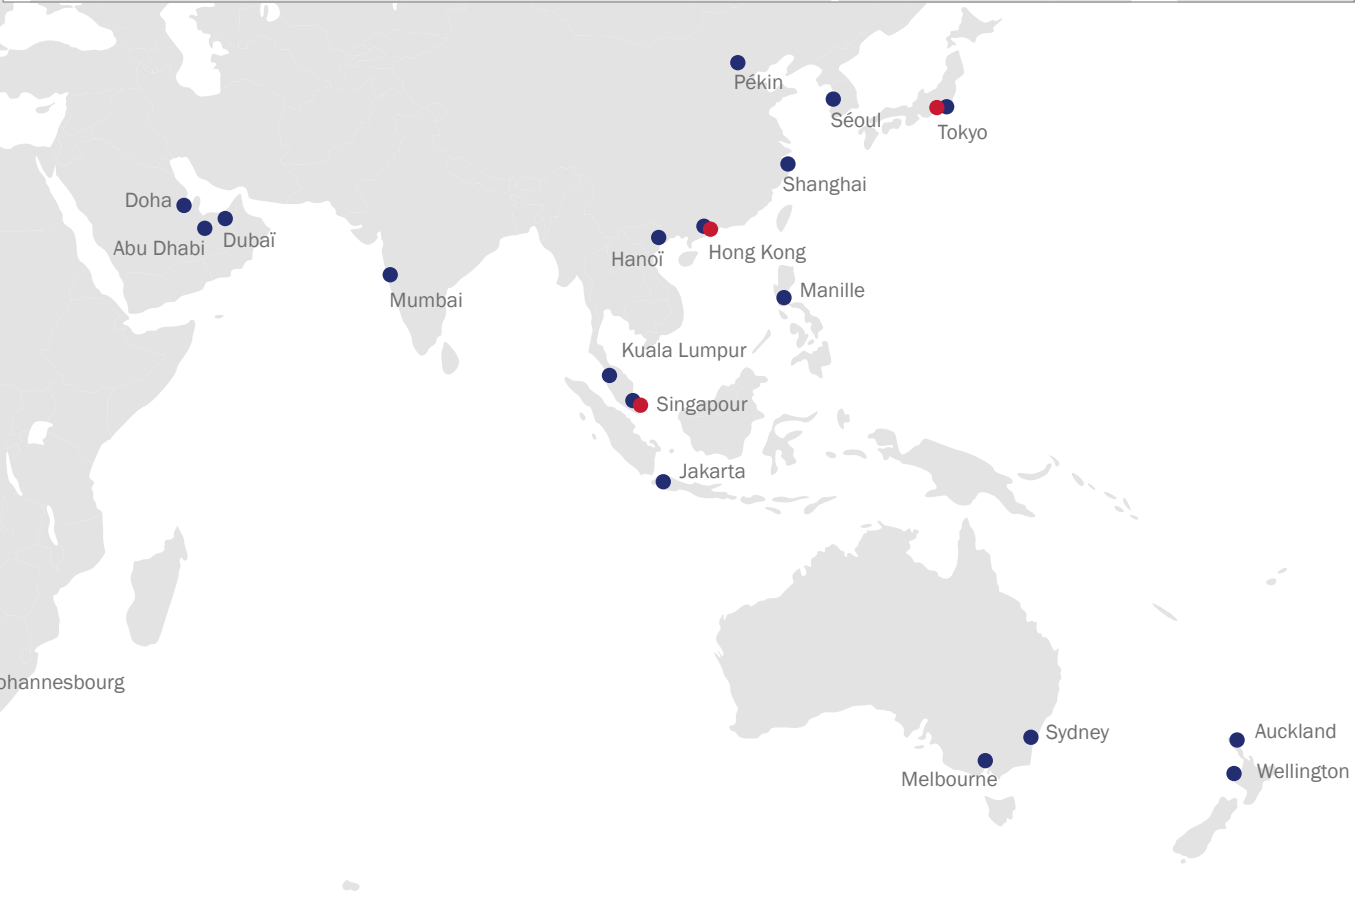 Pékin
Séoul
Tokyo
Shanghai
Doha
Abu Dhabi
Dubaï
Hanoï
Hong Kong
Mumbai
Manille
Kuala Lumpur
Singapour
Jakarta
ohannesbourg
Sydney
Auckland
Melbourne
Wellington